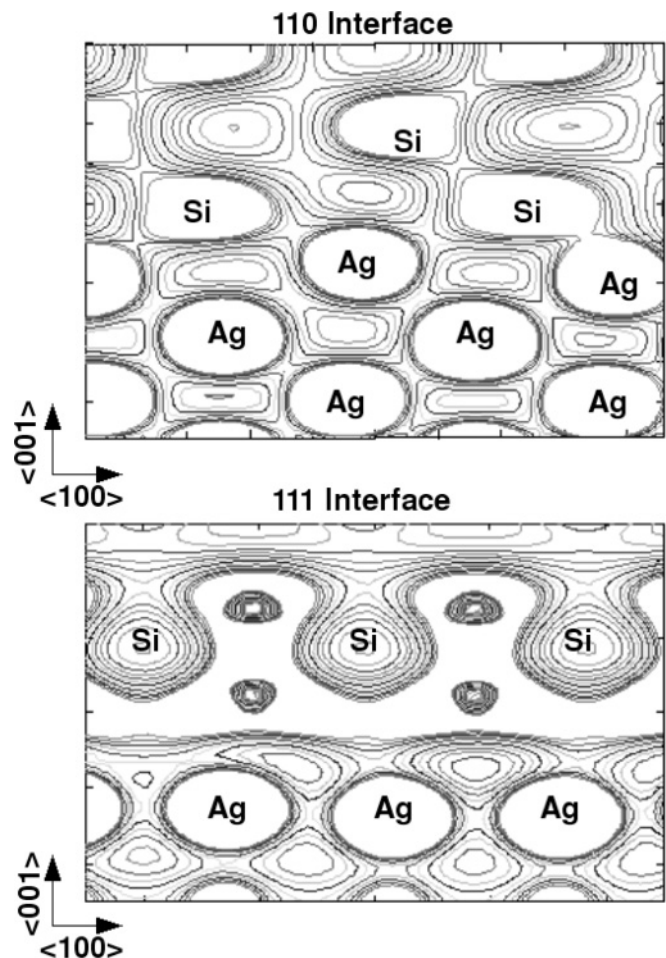 110 Interface
Si
Si
Si
Ag
Ag
Ag
Ag
Ag
Ag
<001>
<100>
111 Interface
Si
Si
Si
Ag
Ag
Ag
<001>
<100>